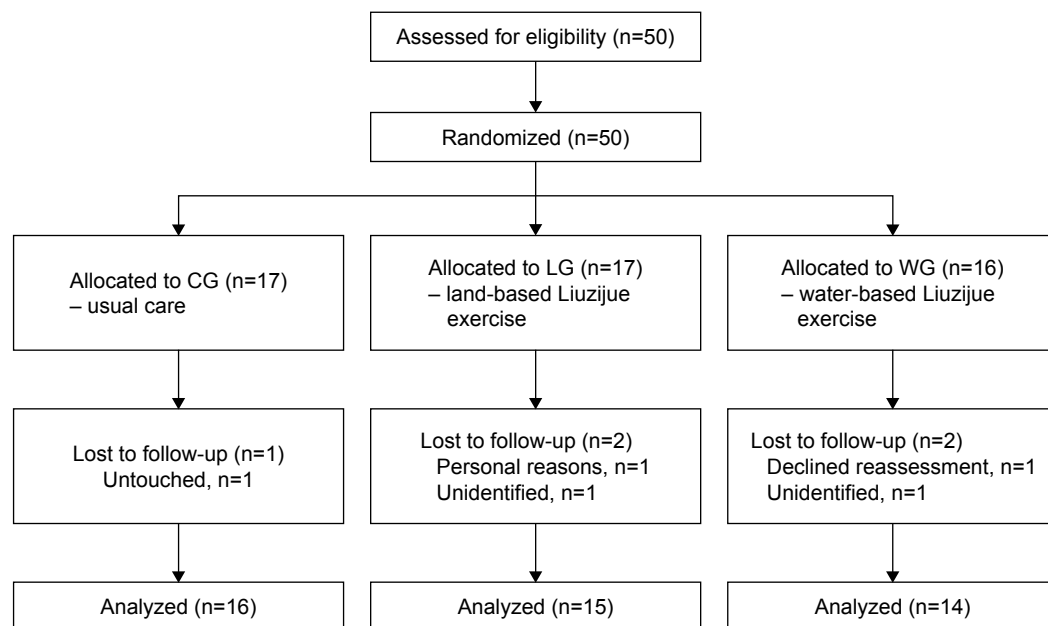 Assessed for eligibility (n=50)
Randomized (n=50)
Allocated to CG (n=17)
– usual care
Allocated to LG (n=17)
– land-based Liuzijue
exercise
Allocated to WG (n=16)
– water-based Liuzijue
exercise
Lost to follow-up (n=1)
Untouched, n=1
Lost to follow-up (n=2)
Personal reasons, n=1
Unidentified, n=1
Lost to follow-up (n=2)
Declined reassessment, n=1
Unidentified, n=1
Analyzed (n=16)
Analyzed (n=15)
Analyzed (n=14)